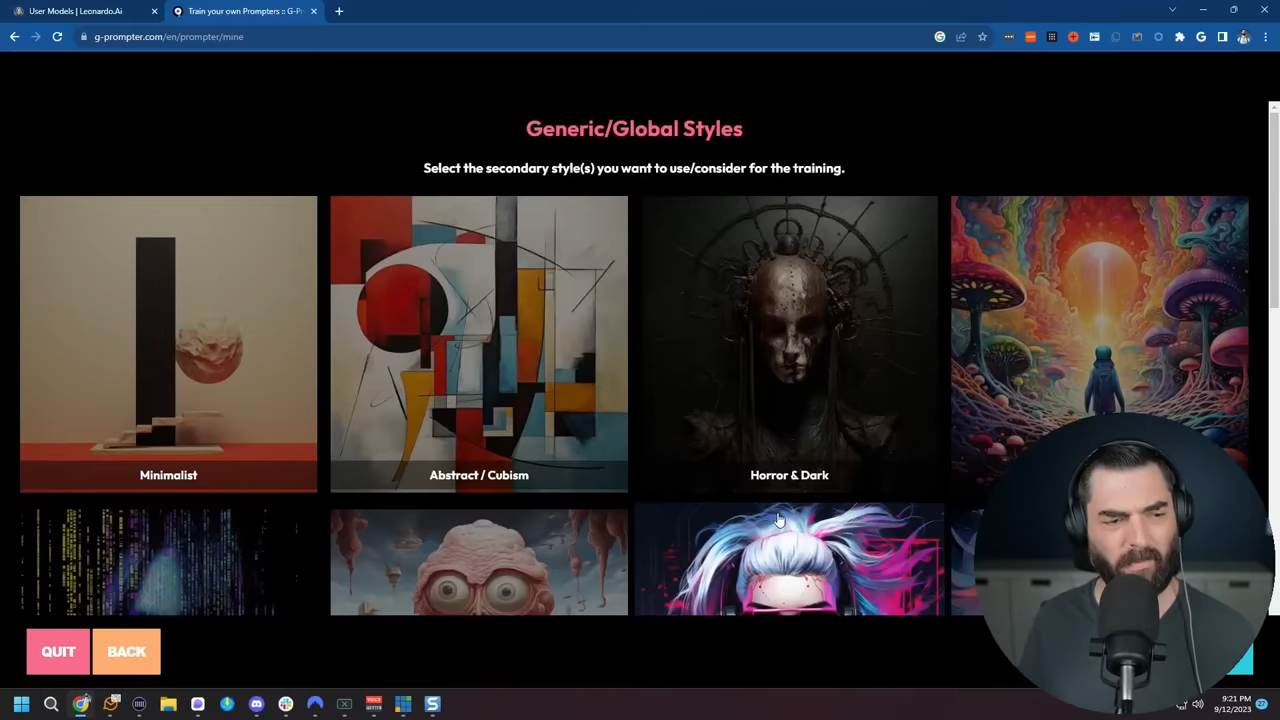 User Models | Leonardo.Ai
Train your own Prompters :: G-Pr
g-prompter.com/en/prompter/mine
Generic/Global Styles
Select the secondary style(s) you want to use/consider for the training.
Minimalist
Abstract / Cubism
Horror & Dark
QUIT
BACK
9:21 PM
9/12/2023
27